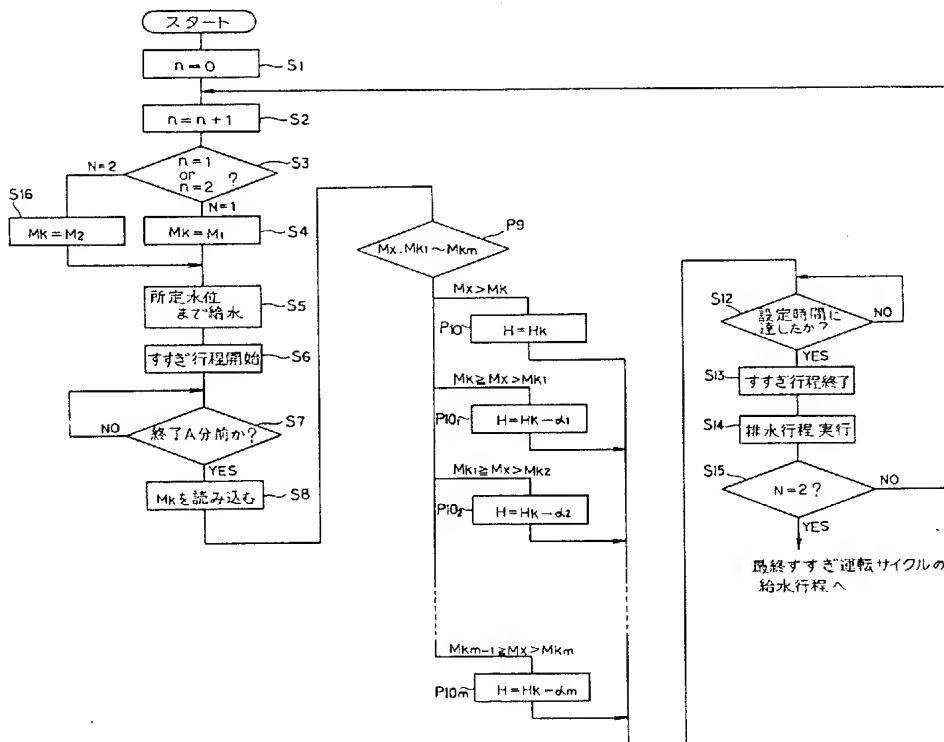 スタート
n=0
S1
n=n+1
S2
n=1
or
n=2
?
S3
N=2
N=1
S16
MK=M2
MK=M1
S4
所定水位
まで給水
S5
すすぎ行程開始
S6
終了A分前か?
S7
NO
YES
MKを読み込む
S8
P9
Mx.MK1~MKm
Mx>MK
P10
H=HK
MK≧Mx>MK1
P101
H=HK-α1
MK1≧Mx>MK2
P102
H=HK-α2
MKm-1≧Mx>MKm
P10m
H=HK-αm
S12
設定時間に
達したか?
NO
YES
S13
すすぎ行程終了
S14
排水行程実行
S15
N=2?
NO
YES
最終すすぎ運転サイクルの
給水行程へ